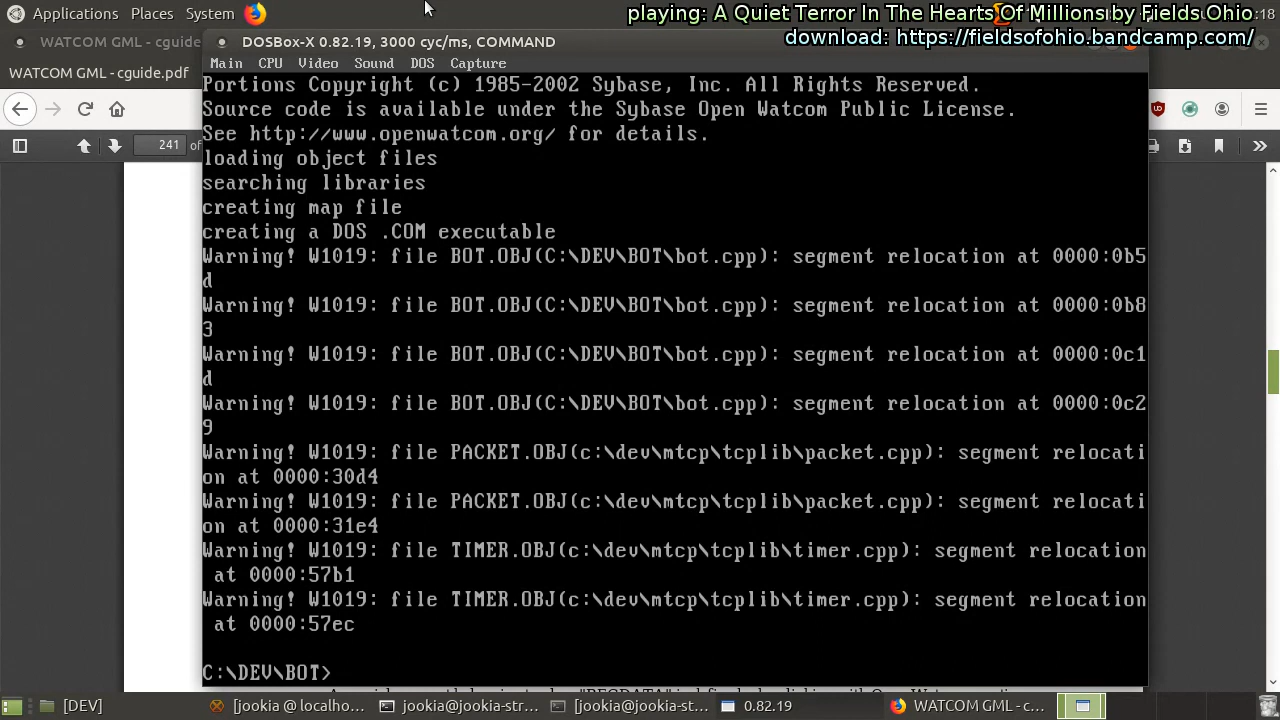 Applications Places System
playing: A Quiet Terror In The Hearts Of Millions by Fields Ohio
:18
download: https://fieldsofohio.bandcamp.com/
WATCOM GML - cguide
DOSBox-X 0.82.19, 3000 cyc/ms, COMMAND
WATCOM GML - cguide.pdf
Main CPU Video Sound DOS Capture
241 of
Portions Copyright (c) 1985-2002 Sybase, Inc. All Rights Reserved.
Source code is available under the Sybase Open Watcom Public License.
See http://www.openwatcom.org/ for details.
loading object files
searching libraries
creating map file
creating a DOS .COM executable
Warning! W1019: file BOT.OBJ(C:\DEV\BOT\bot.cpp): segment relocation at 0000:0b5
d
Warning! W1019: file BOT.OBJ(C:\DEV\BOT\bot.cpp): segment relocation at 0000:0b8
3
Warning! W1019: file BOT.OBJ(C:\DEV\BOT\bot.cpp): segment relocation at 0000:0c1
d
Warning! W1019: file BOT.OBJ(C:\DEV\BOT\bot.cpp): segment relocation at 0000:0c2
9
Warning! W1019: file PACKET.OBJ(c:\dev\mtcp\tcplib\packet.cpp): segment relocati
on at 0000:30d4
Warning! W1019: file PACKET.OBJ(c:\dev\mtcp\tcplib\packet.cpp): segment relocati
on at 0000:31e4
Warning! W1019: file TIMER.OBJ(c:\dev\mtcp\tcplib\timer.cpp): segment relocation
at 0000:57b1
Warning! W1019: file TIMER.OBJ(c:\dev\mtcp\tcplib\timer.cpp): segment relocation
at 0000:57ec
C:\DEV\BOT>
[DEV]
[jookia @ localho...
jookia@jookia-str...
[jookia@jookia-st...
0.82.19
WATCOM GML - c...